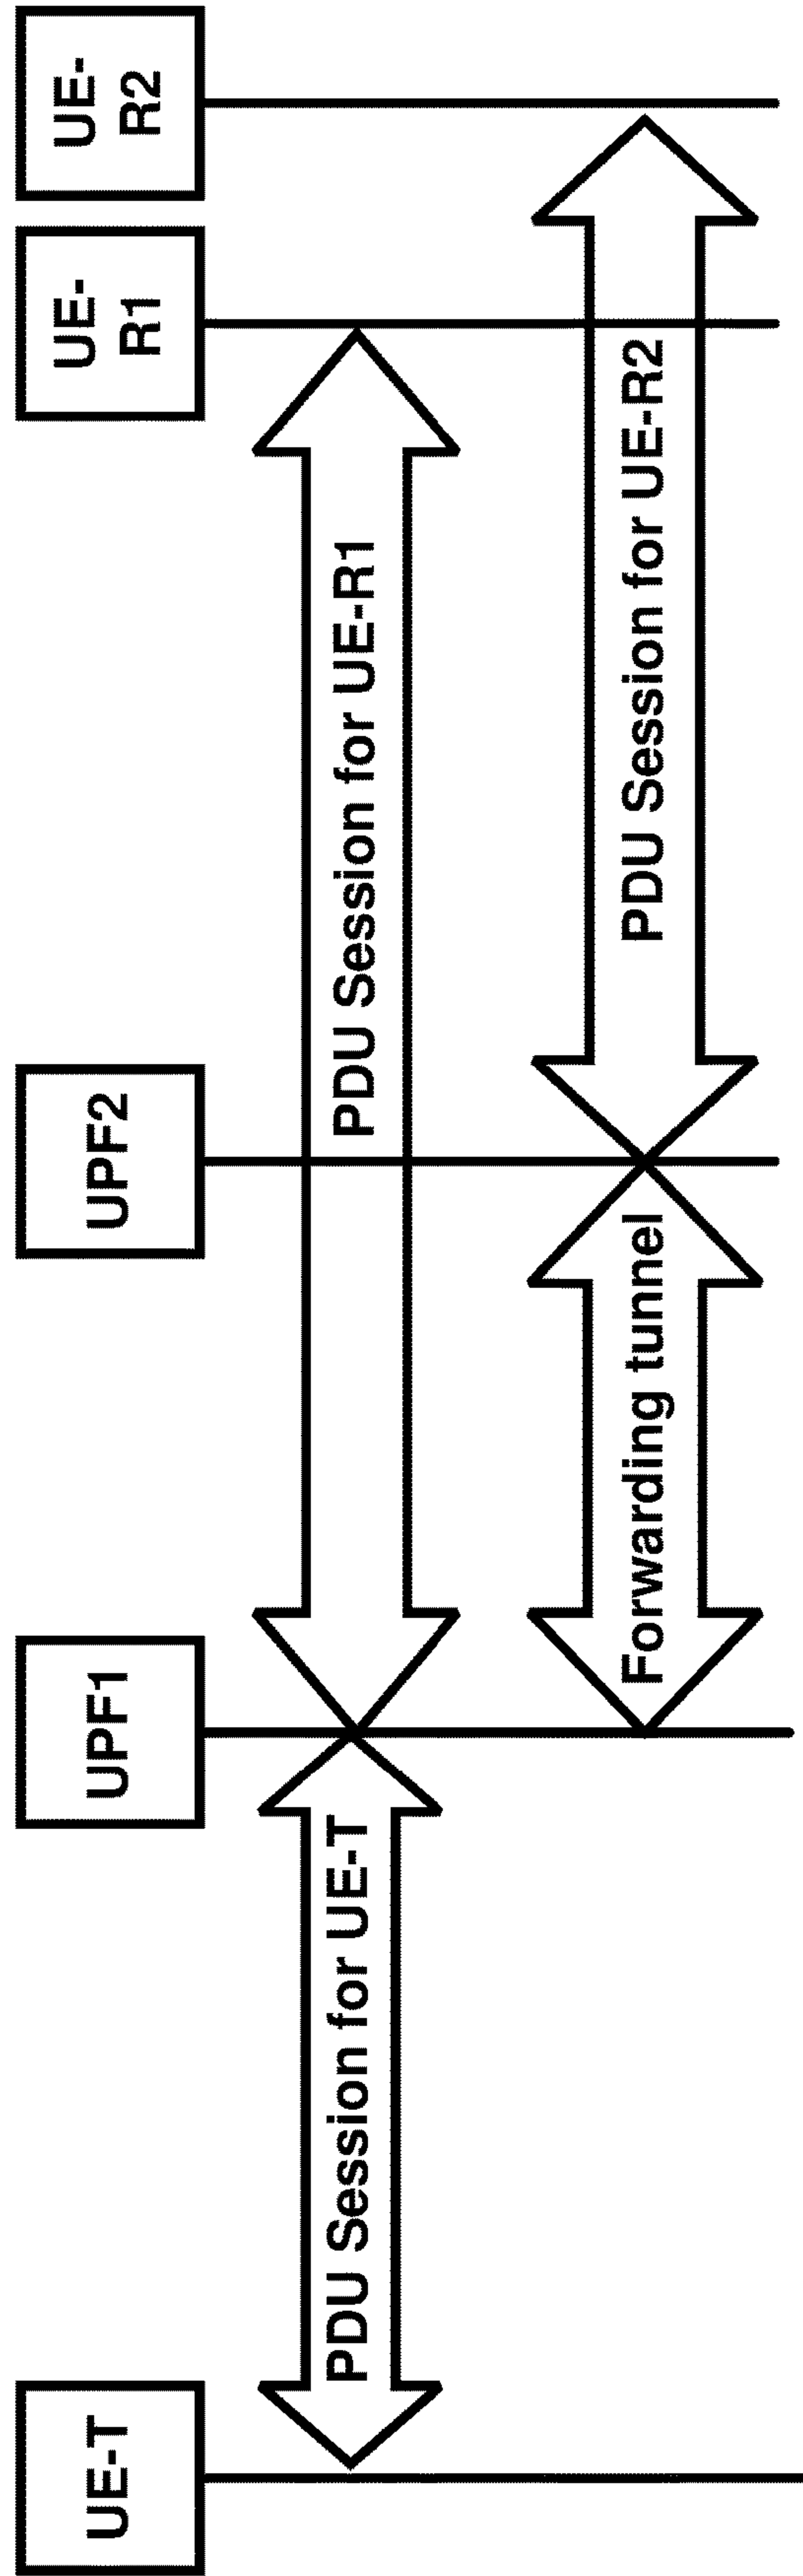 UE-T
UPF1
UPF2
UE-
R1
UE-
R2
PDU Session for UE-T
PDU Session for UE-R1
Forwarding tunnel
PDU Session for UE-R2